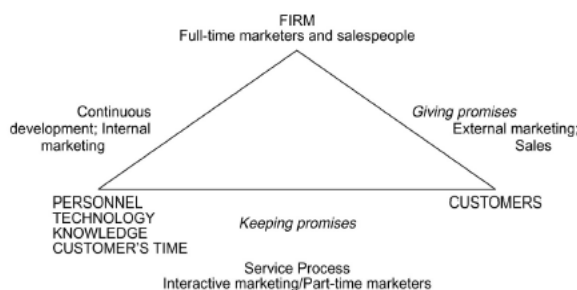 FIRM
Full-time marketers and salespeople
Continuous
development; Internal
marketing
Giving promises
External marketing;
Sales
PERSONNEL
TECHNOLOGY
KNOWLEDGE
CUSTOMER'S TIME
CUSTOMERS
Keeping promises
Service Process
Interactive marketing/Part-time marketers